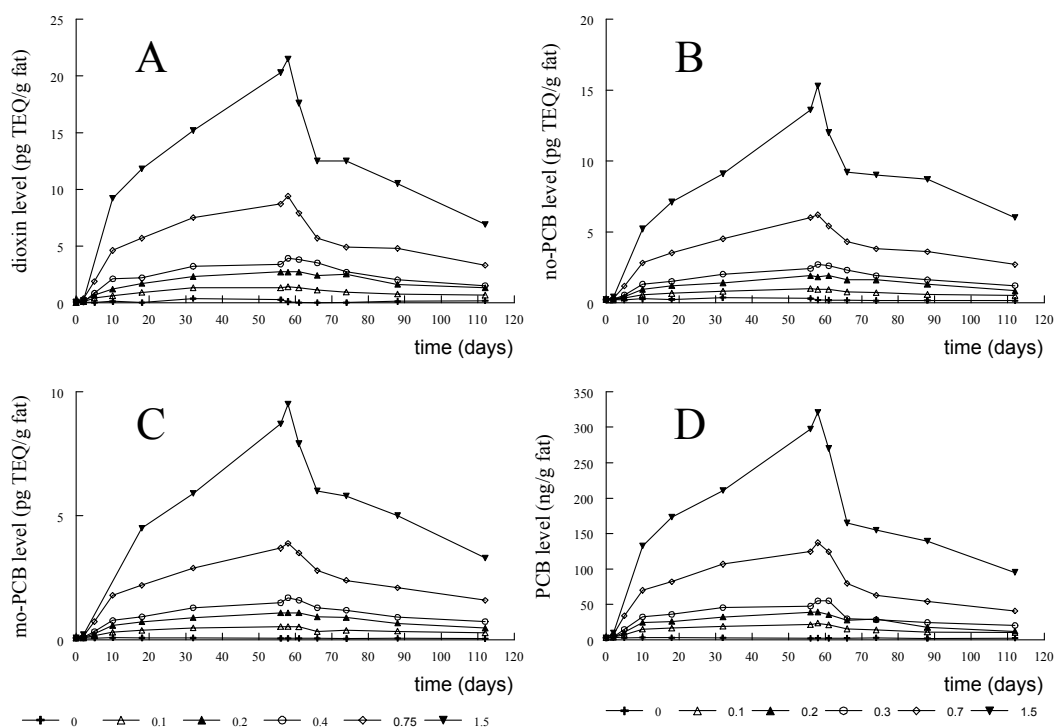 A
dioxin level (pg TEQ/g fat)
25
20
15
10
5
0
0 10 20 30 40 50 60 70 80 90 100 110 120
time (days)
B
no-PCB level (pg TEQ/g fat)
20
15
10
5
0
0 10 20 30 40 50 60 70 80 90 100 110 120
time (days)
C
mo-PCB level (pg TEQ/g fat)
10
5
0
0 10 20 30 40 50 60 70 80 90 100 110 120
time (days)
D
PCB level (ng/g fat)
350
300
250
200
150
100
50
0
0 10 20 30 40 50 60 70 80 90 100 110 120
time (days)
0 0.1 0.2 0.4 0.75 1.5
0 0.1 0.2 0.3 0.7 1.5